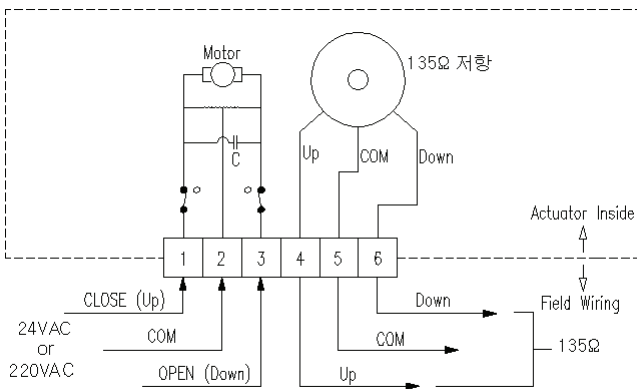 Motor
135Ω 저항
C
Up
COM
Down
Actuator Inside
1 2 3 4 5 6
CLOSE (Up)
Down
Field Wiring
24VAC
or
220VAC
COM
COM
135Ω
OPEN (Down)
Up